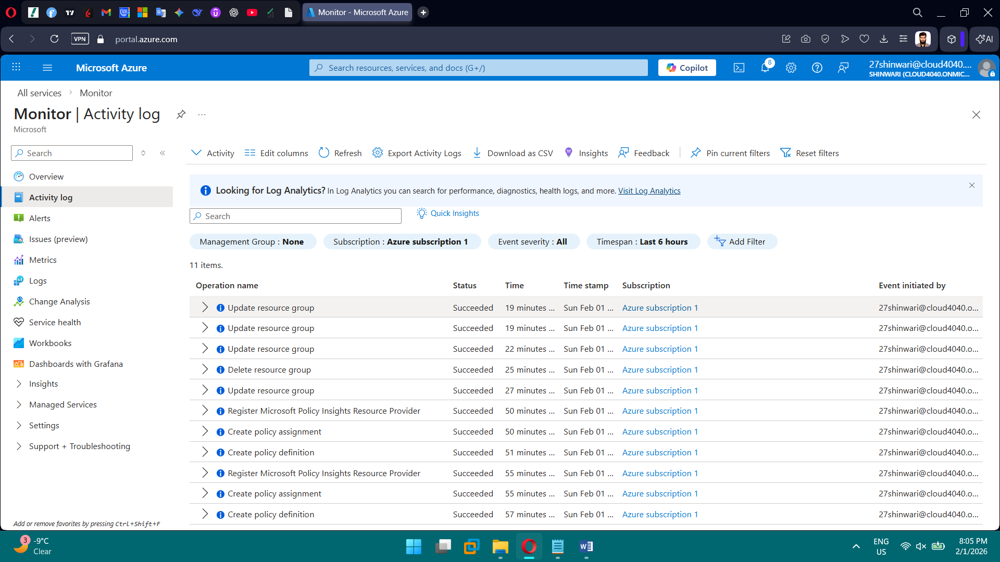 Monitor - Microsoft Azure
VPN
portal.azure.com
AI
Microsoft Azure
Search resources, services, and docs (G+/)
Copilot
8
27shinwari@cloud4040....
SHINWARI (CLOUD4040.ONMIC...
All services > Monitor
Monitor | Activity log
...
Microsoft
Search
Activity
Edit columns
Refresh
Export Activity Logs
Download as CSV
Insights
Feedback
Pin current filters
Reset filters
Overview
Activity log
Alerts
Issues (preview)
Metrics
Logs
Change Analysis
Service health
Workbooks
Dashboards with Grafana
Insights
Managed Services
Settings
Support + Troubleshooting
Add or remove favorites by pressing Ctrl+Shift+F
Looking for Log Analytics? In Log Analytics you can search for performance, diagnostics, health logs, and more. Visit Log Analytics
Search
Quick Insights
Management Group : None
Subscription : Azure subscription 1
Event severity : All
Timespan : Last 6 hours
Add Filter
11 items.
Operation name Status Time Time stamp Subscription Event initiated by
Update resource group Succeeded 19 minutes ... Sun Feb 01 ... Azure subscription 1 27shinwari@cloud4040.o...
Update resource group Succeeded 19 minutes ... Sun Feb 01 ... Azure subscription 1 27shinwari@cloud4040.o...
Update resource group Succeeded 22 minutes ... Sun Feb 01 ... Azure subscription 1 27shinwari@cloud4040.o...
Delete resource group Succeeded 25 minutes ... Sun Feb 01 ... Azure subscription 1 27shinwari@cloud4040.o...
Update resource group Succeeded 27 minutes ... Sun Feb 01 ... Azure subscription 1 27shinwari@cloud4040.o...
Register Microsoft Policy Insights Resource Provider Succeeded 50 minutes ... Sun Feb 01 ... Azure subscription 1 27shinwari@cloud4040.o...
Create policy assignment Succeeded 50 minutes ... Sun Feb 01 ... Azure subscription 1 27shinwari@cloud4040.o...
Create policy definition Succeeded 51 minutes ... Sun Feb 01 ... Azure subscription 1 27shinwari@cloud4040.o...
Register Microsoft Policy Insights Resource Provider Succeeded 55 minutes ... Sun Feb 01 ... Azure subscription 1 27shinwari@cloud4040.o...
Create policy assignment Succeeded 55 minutes ... Sun Feb 01 ... Azure subscription 1 27shinwari@cloud4040.o...
Create policy definition Succeeded 57 minutes ... Sun Feb 01 ... Azure subscription 1 27shinwari@cloud4040.o...
3
-9°C
Clear
ENG
US
8:05 PM
2/1/2026